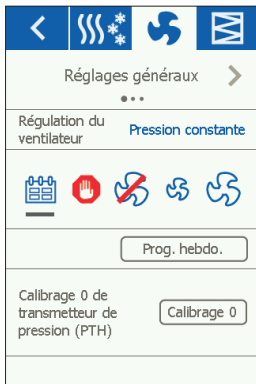 Réglages généraux
Régulation du
ventilateur
Pression constante
Prog. hebdo.
Calibrage 0 de
transmetteur de
pression (PTH)
Calibrage 0